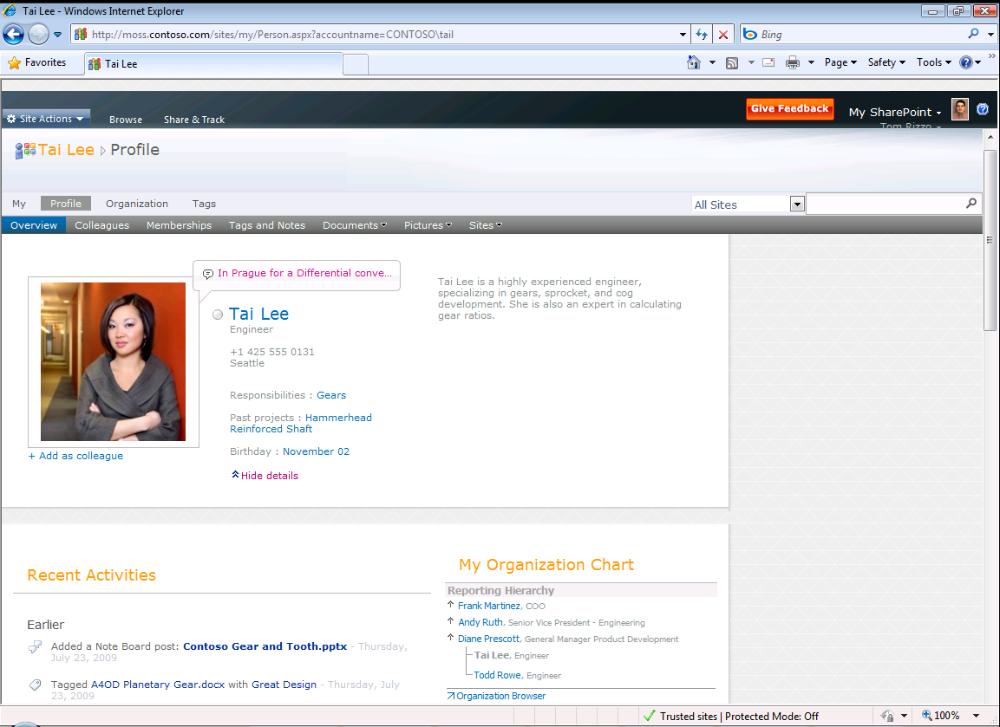 Tai Lee - Windows Internet Explorer
http://moss.contoso.com/sites/my/Person.aspx?accountname=CONTOSO\tail
Bing
Favorites
Tai Lee
Page
Safety
Tools
»
Site Actions
Browse
Share & Track
Give Feedback
My SharePoint
Tom Rizzo
Tai Lee
Profile
My
Profile
Organization
Tags
All Sites
Overview
Colleagues
Memberships
Tags and Notes
Documents
Pictures
Sites
In Prague for a Differential conve...
Tai Lee
Engineer
+1 425 555 0131
Seattle
Responsibilities : Gears
Past projects : Hammerhead
Reinforced Shaft
Birthday : November 02
Hide details
+ Add as colleague
Tai Lee is a highly experienced engineer,
specializing in gears, sprocket, and cog
development. She is also an expert in calculating
gear ratios.
Recent Activities
Earlier
Added a Note Board post: Contoso Gear and Tooth.pptx - Thursday,
July 23, 2009
Tagged A4OD Planetary Gear.docx with Great Design - Thursday, July
23, 2009
My Organization Chart
Reporting Hierarchy
Frank Martinez, COO
Andy Ruth, Senior Vice President - Engineering
Diane Prescott, General Manager Product Development
Tai Lee, Engineer
Todd Rowe, Engineer
Organization Browser
Trusted sites | Protected Mode: Off
100%